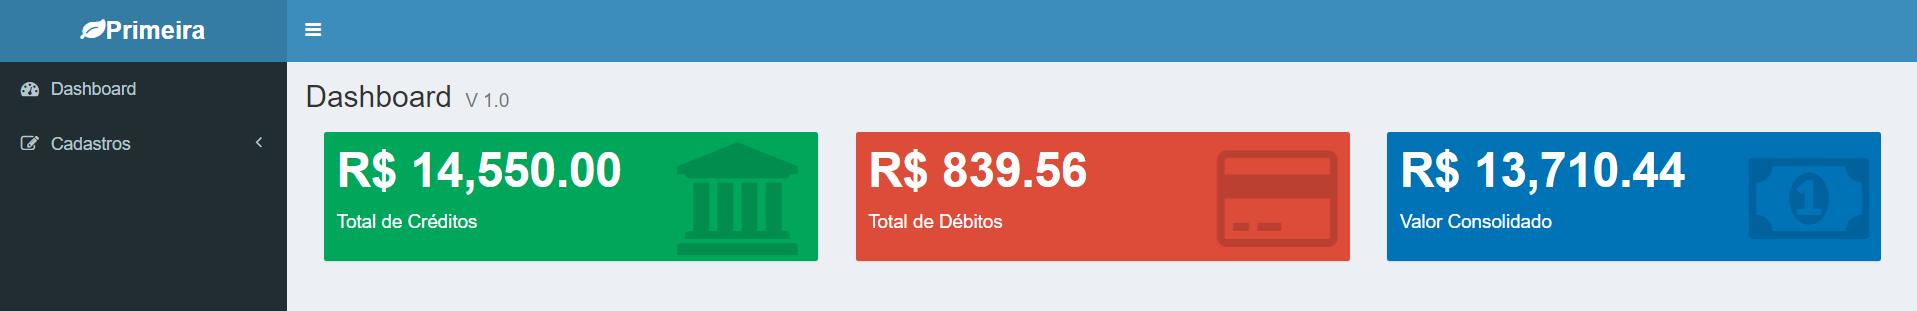 Primeira
Dashboard
Cadastros
Dashboard V 1.0
R$ 14,550.00
Total de Créditos
R$ 839.56
Total de Débitos
R$ 13,710.44
Valor Consolidado
1